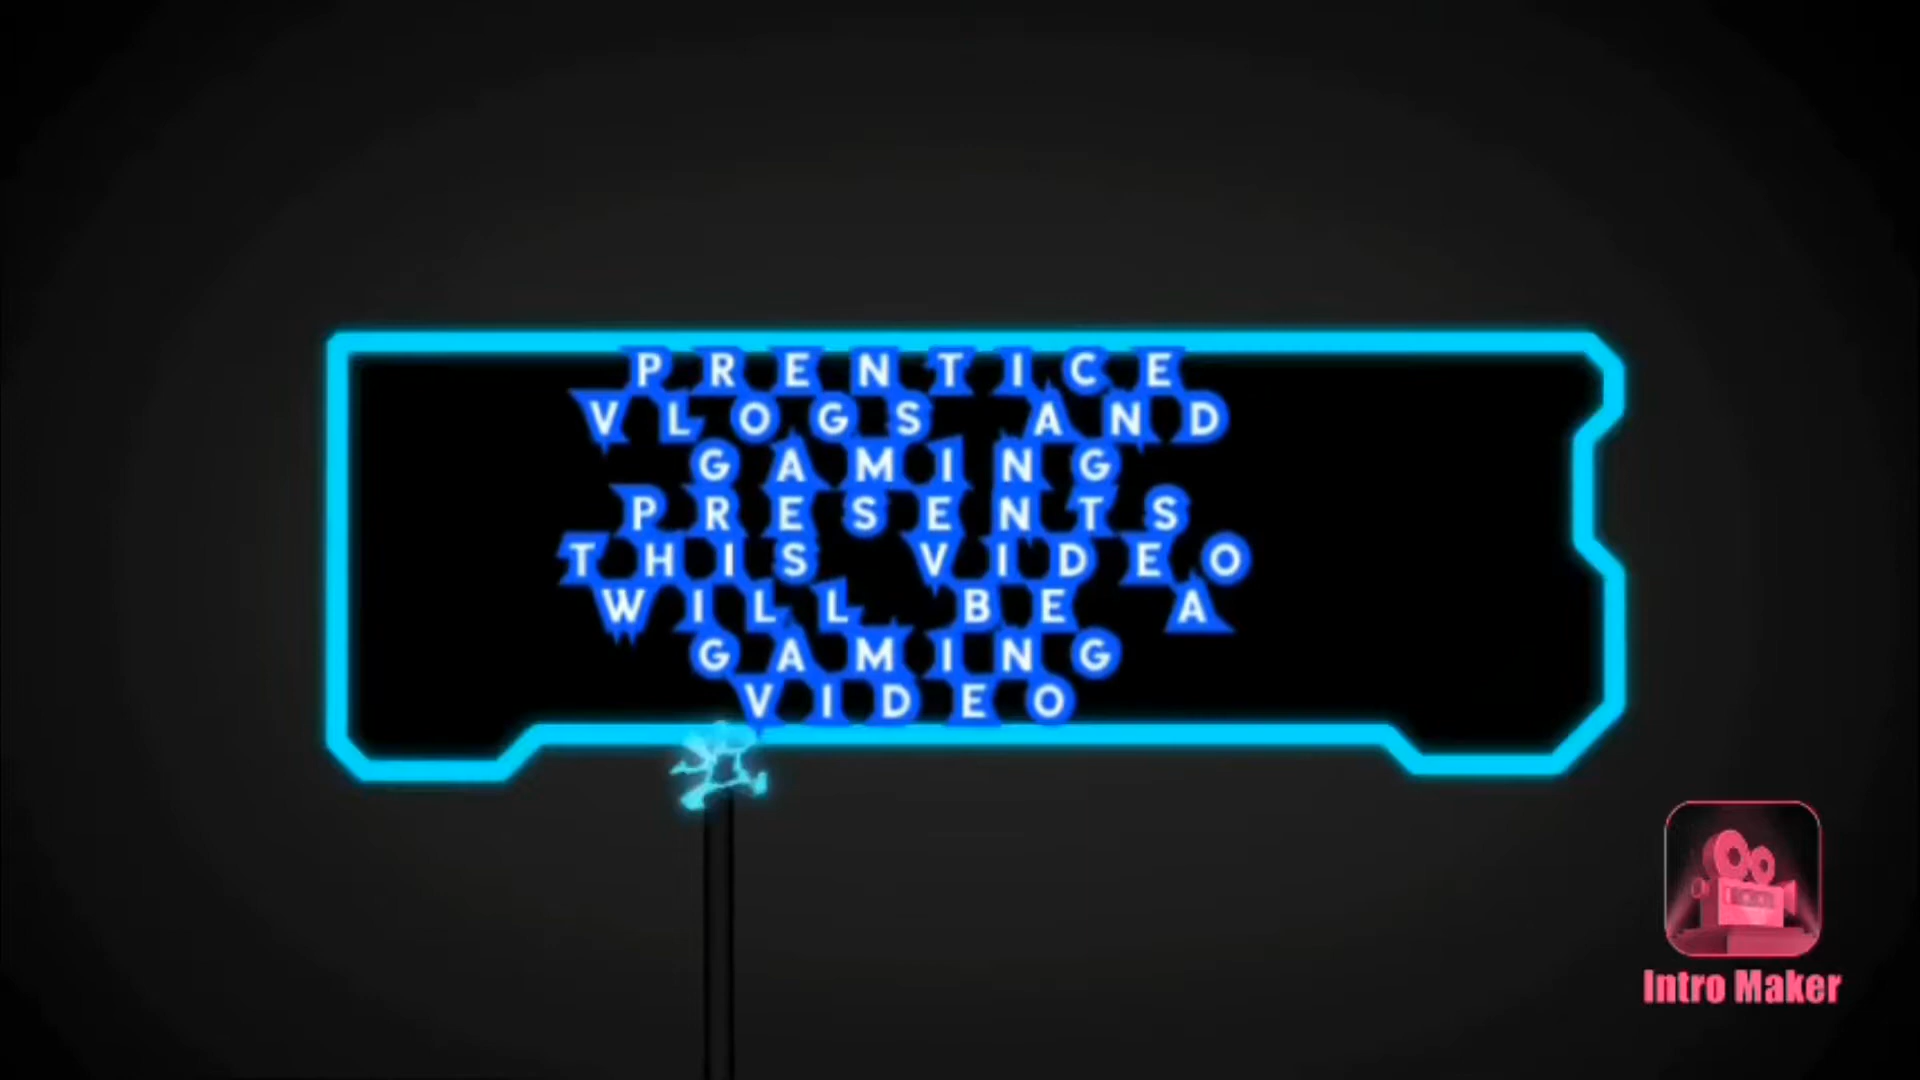 PRENTICE
VLOGS AND
GAMING
PRESENTS
THIS VIDEO
WILL BE A
GAMING
VIDEO
Intro Maker